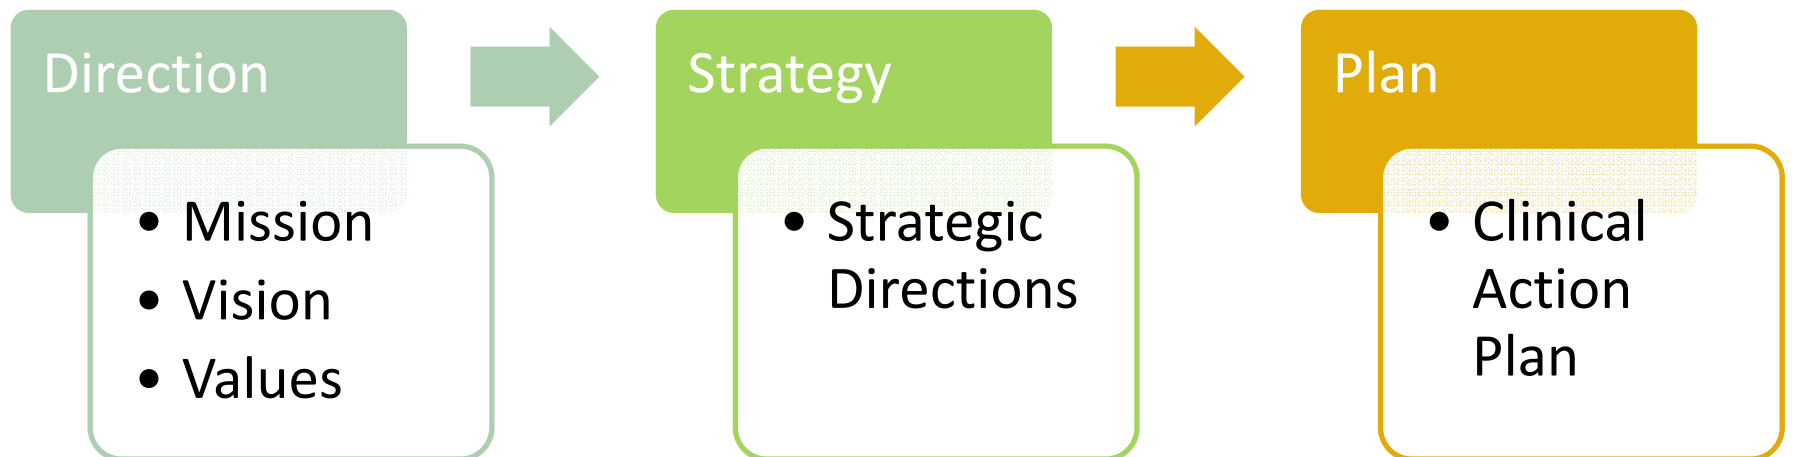 Direction
• Mission
• Vision
• Values
Strategy
• Strategic
Directions
Plan
• Clinical
Action
Plan